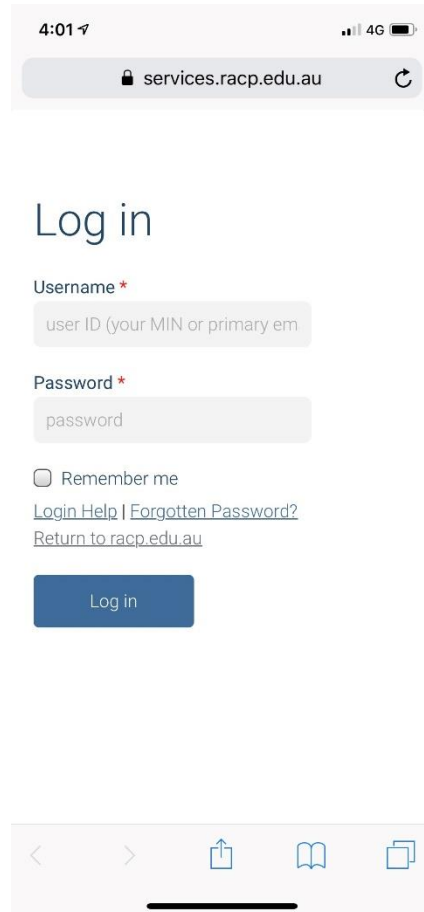 4:01
4G
services.racp.edu.au
Log in
Username *
user ID (your MIN or primary em
Password *
password
Remember me
Login Help | Forgotten Password?
Return to racp.edu.au
Log in